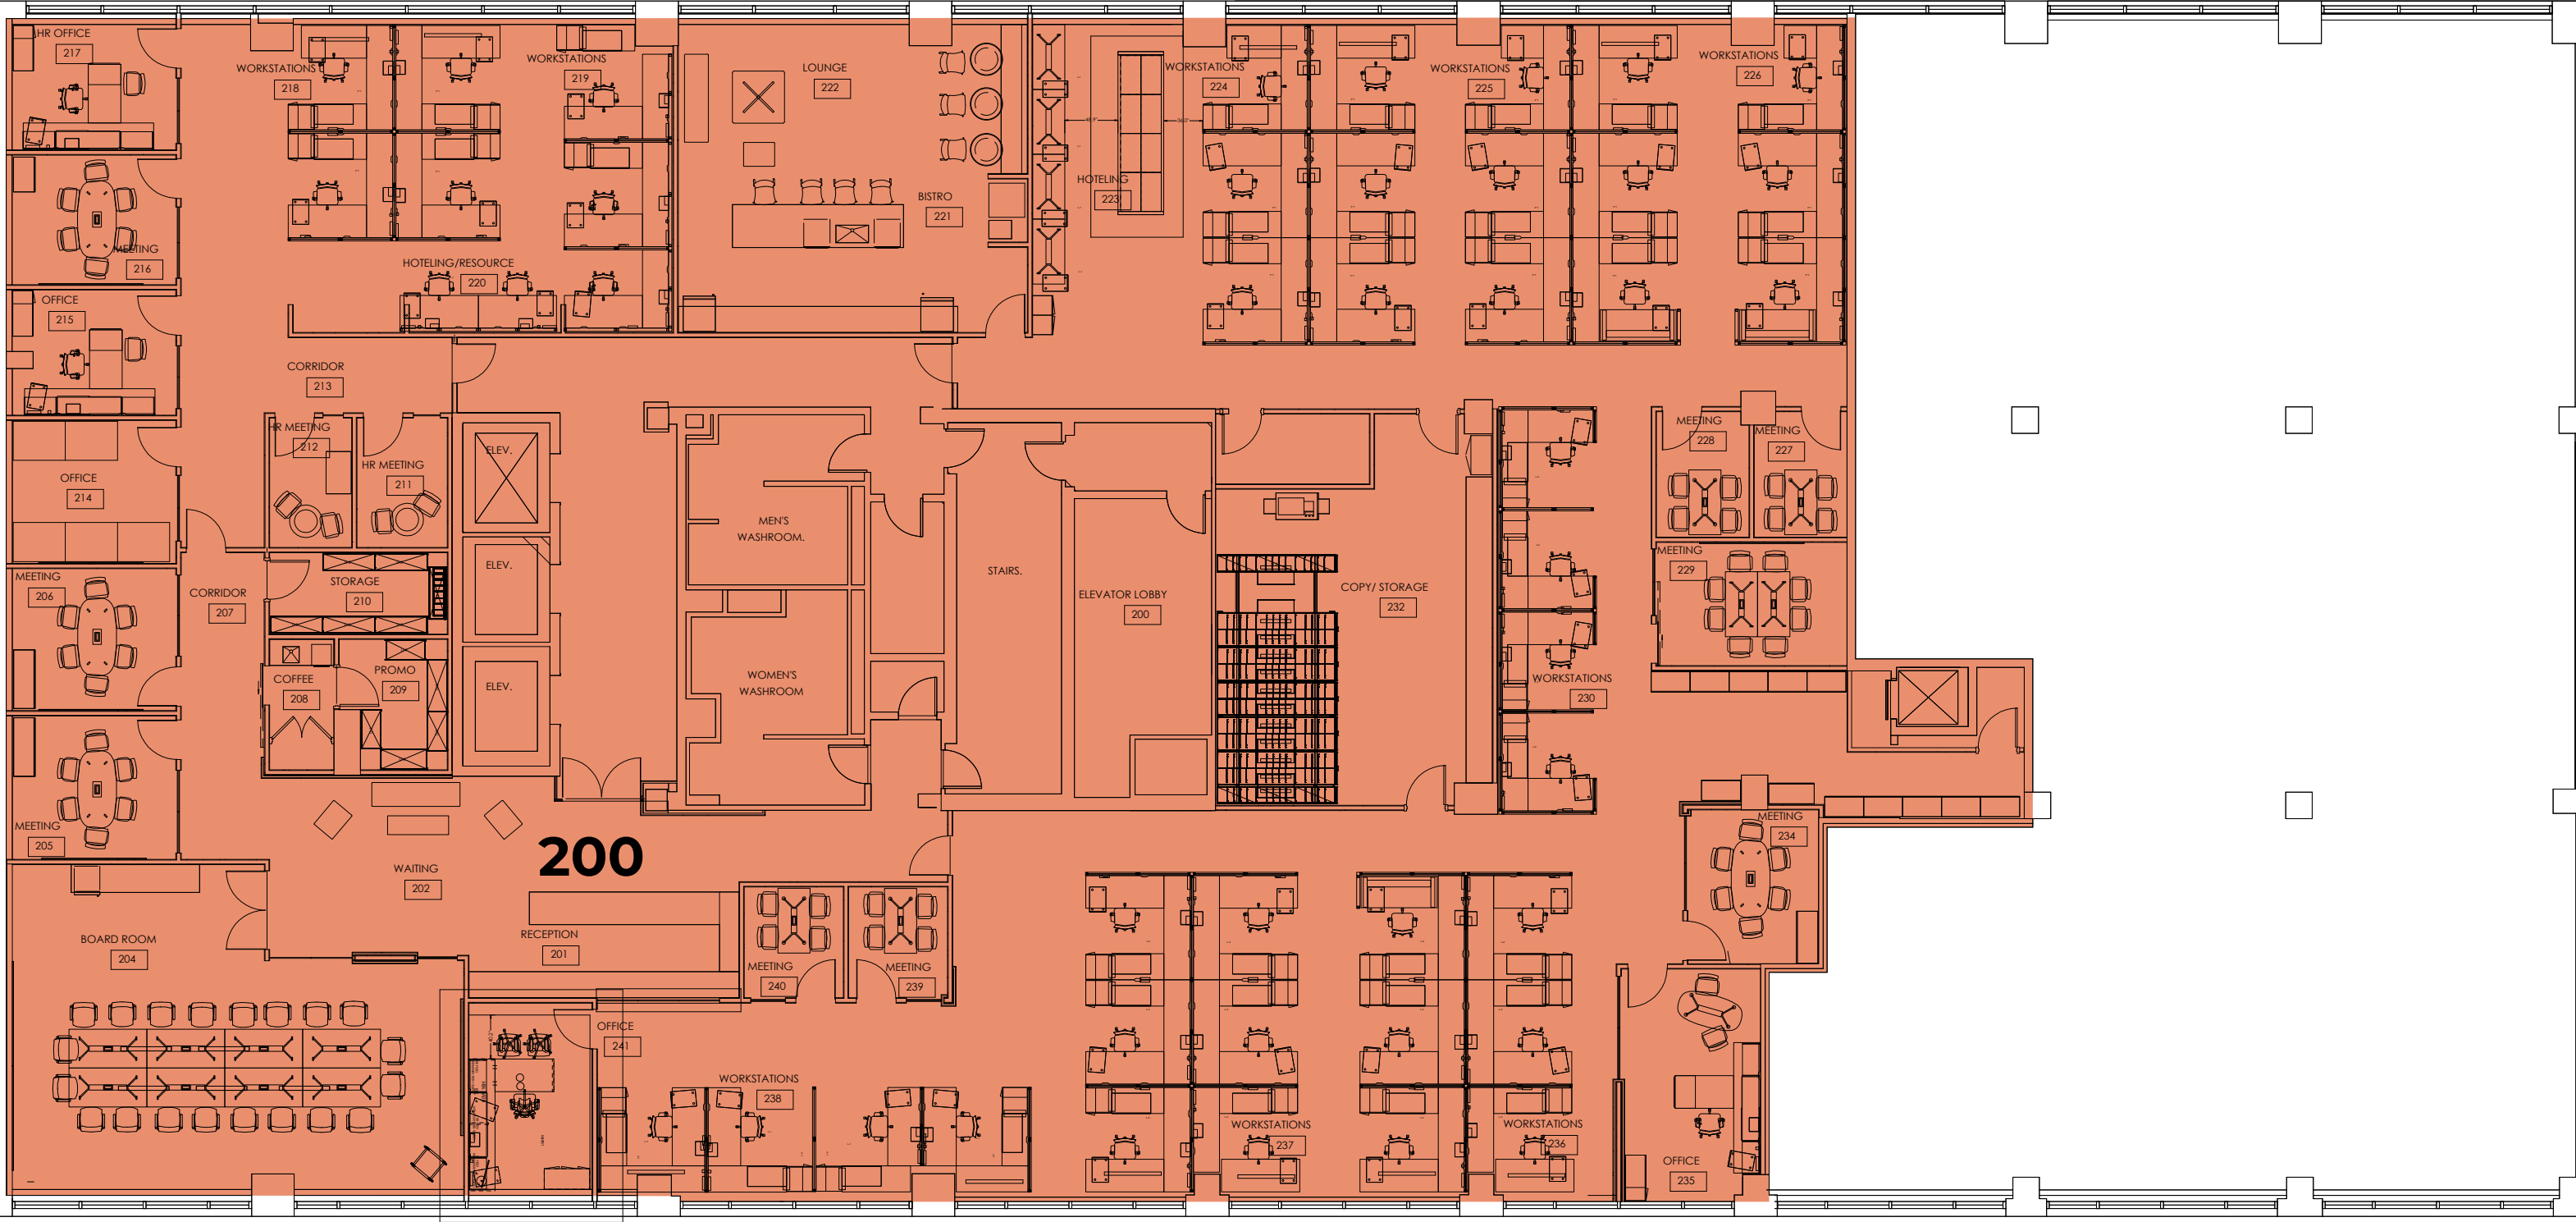 HR OFFICE
217
WORKSTATIONS
218
WORKSTATIONS
219
LOUNGE
222
WORKSTATIONS
224
WORKSTATIONS
225
WORKSTATIONS
226
HOTELING
223
BISTRO
221
MEETING
216
HOTELING/RESOURCE
220
OFFICE
215
CORRIDOR
213
HR MEETING
212
HR MEETING
211
ELEV.
OFFICE
214
MEETING
228
MEETING
227
MEN'S
WASHROOM.
STAIRS.
ELEV.
MEETING
206
CORRIDOR
207
STORAGE
210
ELEVATOR LOBBY
200
COPY/ STORAGE
232
MEETING
229
COFFEE
208
PROMO
209
ELEV.
WOMEN'S
WASHROOM
WORKSTATIONS
230
MEETING
205
200
WAITING
202
MEETING
234
BOARD ROOM
204
RECEPTION
201
MEETING
240
MEETING
239
OFFICE
241
WORKSTATIONS
238
WORKSTATIONS
237
WORKSTATIONS
236
OFFICE
235